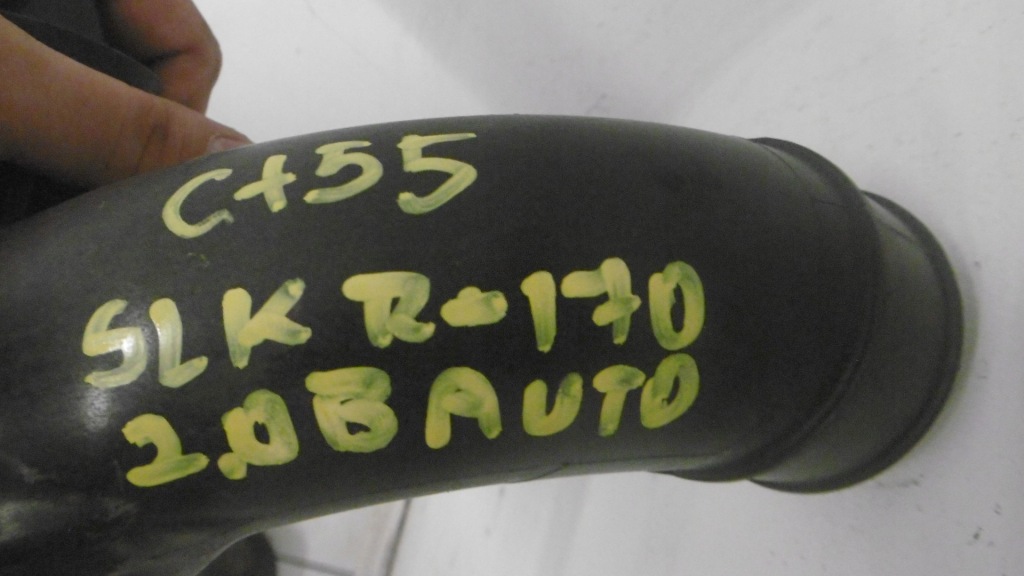 C+55
SLK R-170
2,0B AUTO